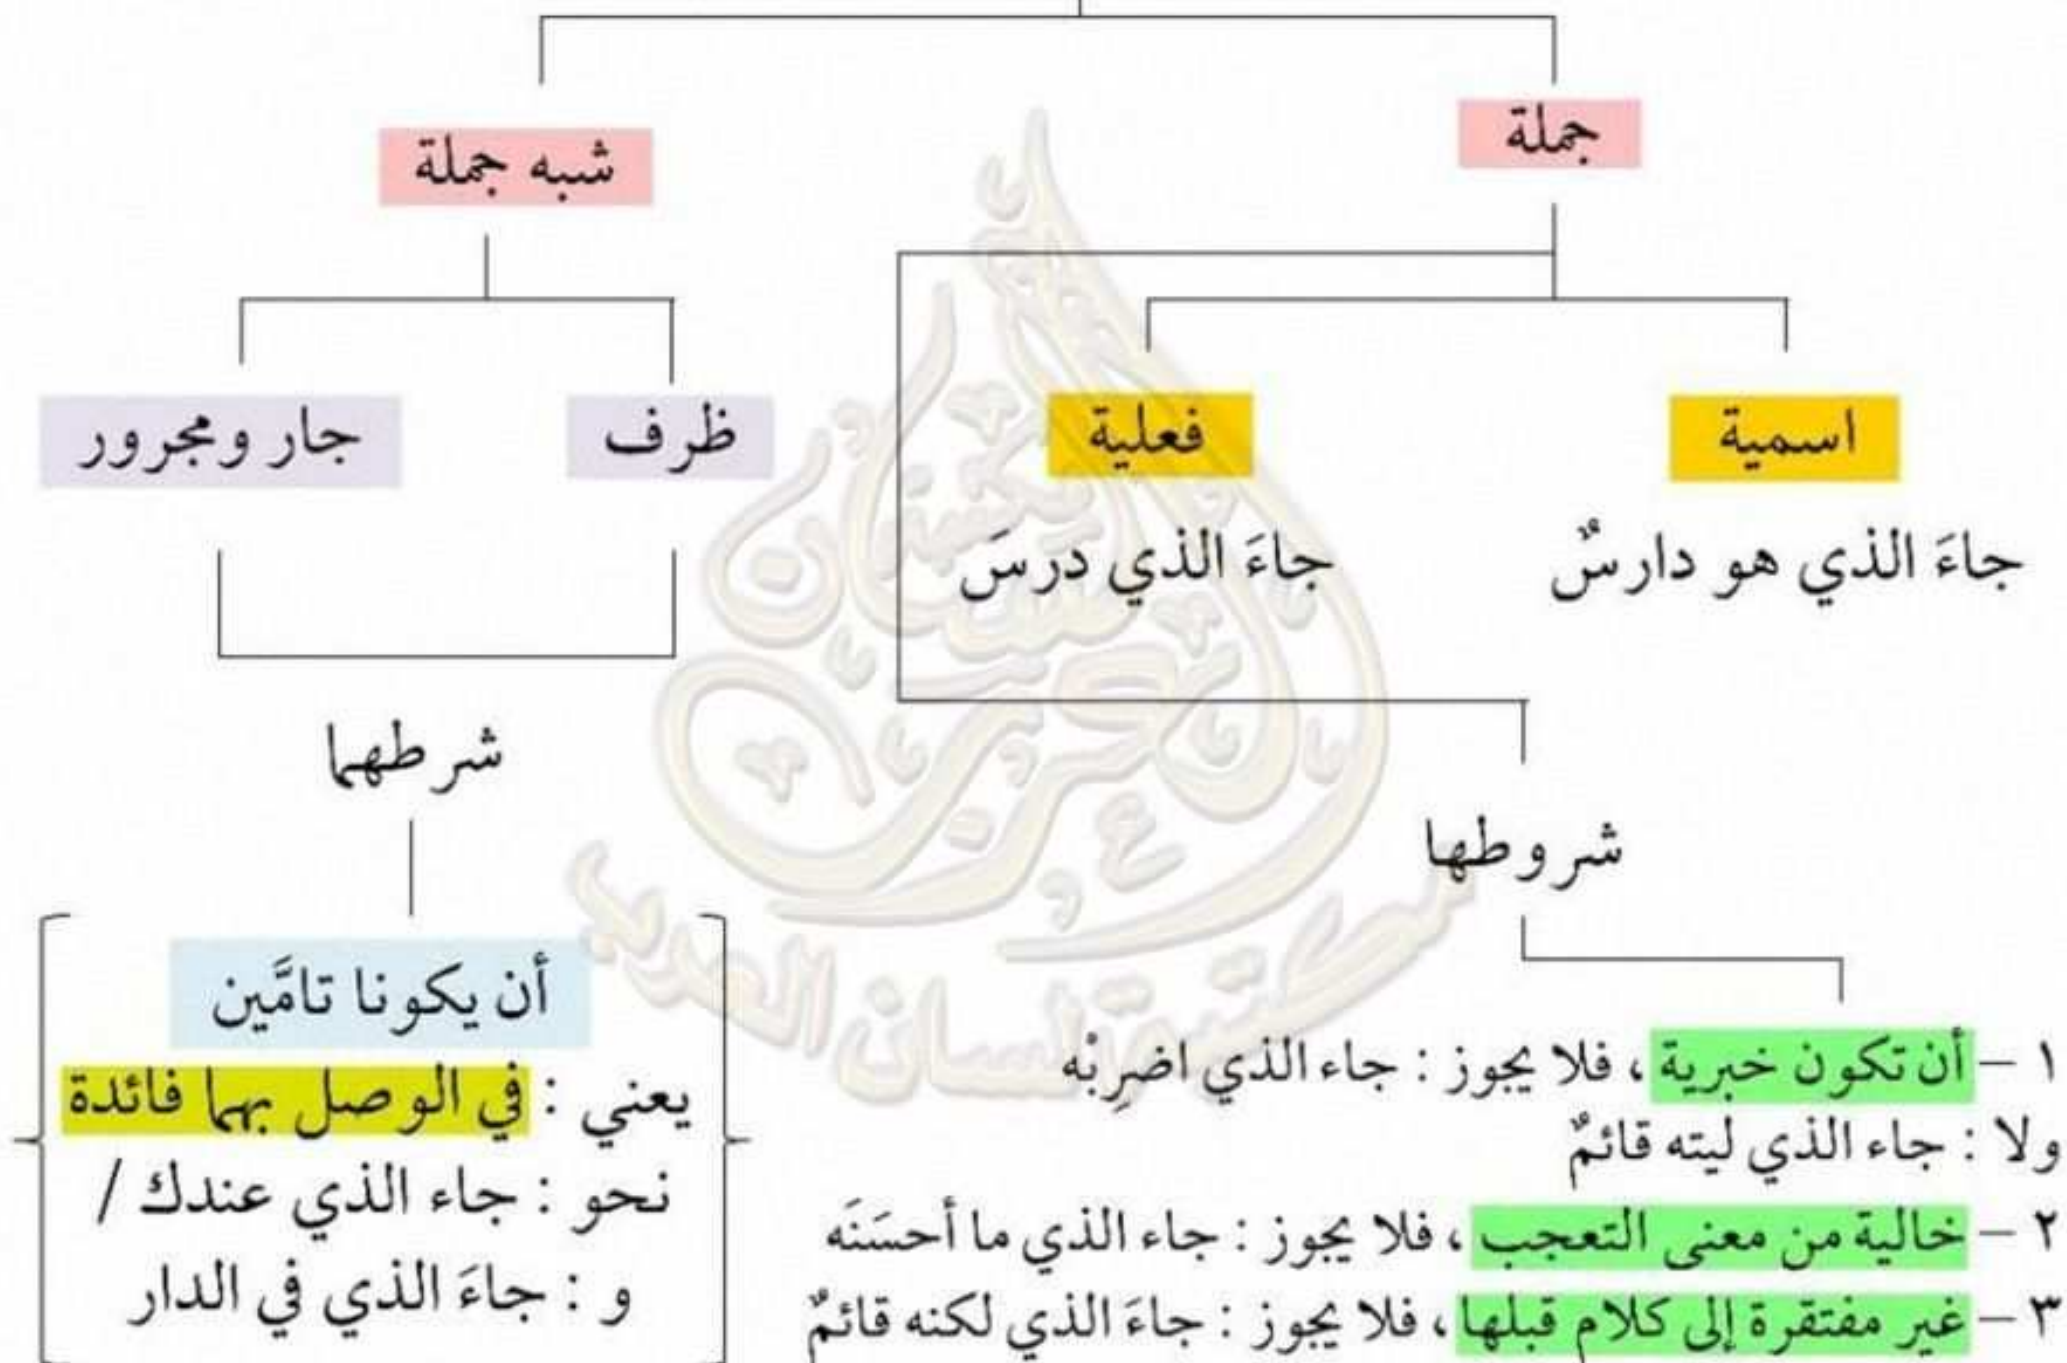 جملة
شبه جملة
اسمية
فعلية
ظرف
جار ومجرور
جاءَ الذي هو دارسٌ
جاءَ الذي درسَ
شروطها
١ – أن تكون خبرية ، فلا يجوز : جاء الذي اضرِبْه
ولا : جاء الذي ليته قائمٌ
٢ – خالية من معنى التعجب ، فلا يجوز : جاء الذي ما أحسَنَه
٣ – غير مفتقرة إلى كلام قبلها ، فلا يجوز : جاءَ الذي لكنه قائمٌ
شرطهما
أن يكونا تامَّين
يعني : في الوصل بهما فائدة
نحو : جاء الذي عندك /
و : جاءَ الذي في الدار
مكتبة لسان العرب